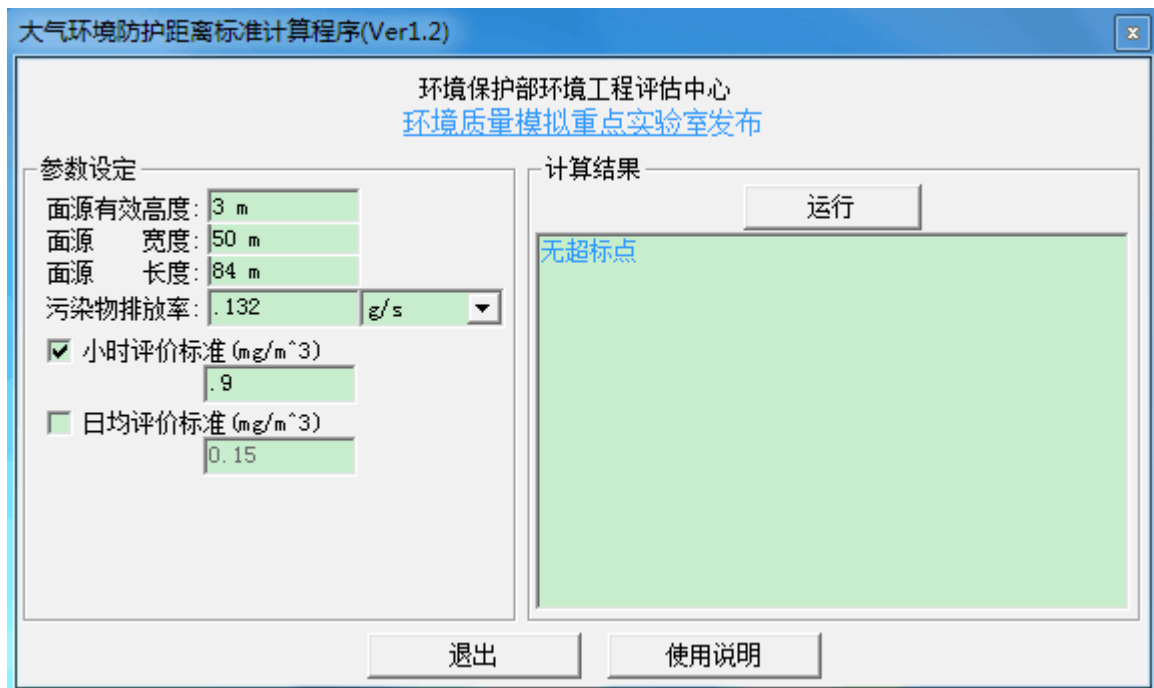 大气环境防护距离标准计算程序(Ver1.2)
环境保护部环境工程评估中心
环境质量模拟重点实验室发布
参数设定
面源有效高度: 3 m
面源 宽度: 50 m
面源 长度: 84 m
污染物排放率: .132 g/s
小时评价标准(mg/m^3)
.9
日均评价标准(mg/m^3)
0.15
计算结果
运行
无超标点
退出 使用说明